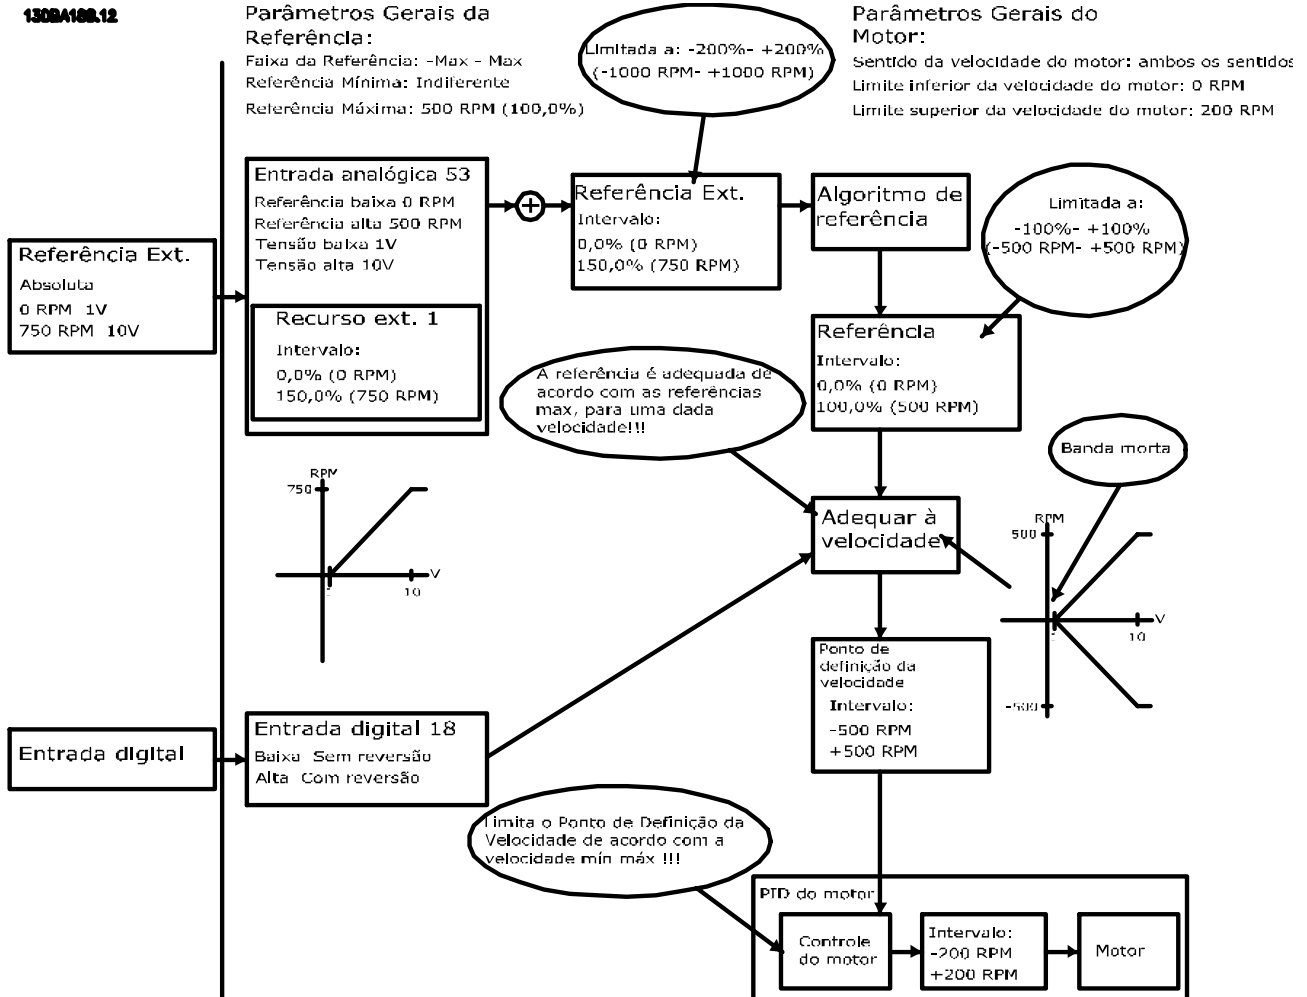 130BA188.12
Parâmetros Gerais da
Referência:
Faixa da Referência: -Max - Max
Referência Mínima: Indiferente
Referência Máxima: 500 RPM (100,0%)
Limitada a: -200%- +200%
(-1000 RPM- +1000 RPM)
Parâmetros Gerais do
Motor:
Sentido da velocidade do motor: ambos os sentidos
Limite inferior da velocidade do motor: 0 RPM
Limite superior da velocidade do motor: 200 RPM
Referência Ext.
Absoluta
0 RPM 1V
750 RPM 10V
Entrada analógica 53
Referência baixa 0 RPM
Referência alta 500 RPM
Tensão baixa 1V
Tensão alta 10V
Recurso ext. 1
Intervalo:
0,0% (0 RPM)
150,0% (750 RPM)
Referência Ext.
Intervalo:
0,0% (0 RPM)
150,0% (750 RPM)
Algoritmo de
referência
Limitada a:
-100%- +100%
(-500 RPM- +500 RPM)
Referência
Intervalo:
0,0% (0 RPM)
100,0% (500 RPM)
A referência é adequada de
acordo com as referências
max, para uma dada
velocidade!!!
Banda morta
RPM
750
V
10
Adequar à
velocidade
RPM
500
V
10
-500
Ponto de
definição da
velocidade
Intervalo:
-500 RPM
+500 RPM
Entrada digital
Entrada digital 18
Baixa Sem reversão
Alta Com reversão
Limita o Ponto de Definição da
Velocidade de acordo com a
velocidade mín máx !!!
PID do motor
Controle
do motor
Intervalo:
-200 RPM
+200 RPM
Motor